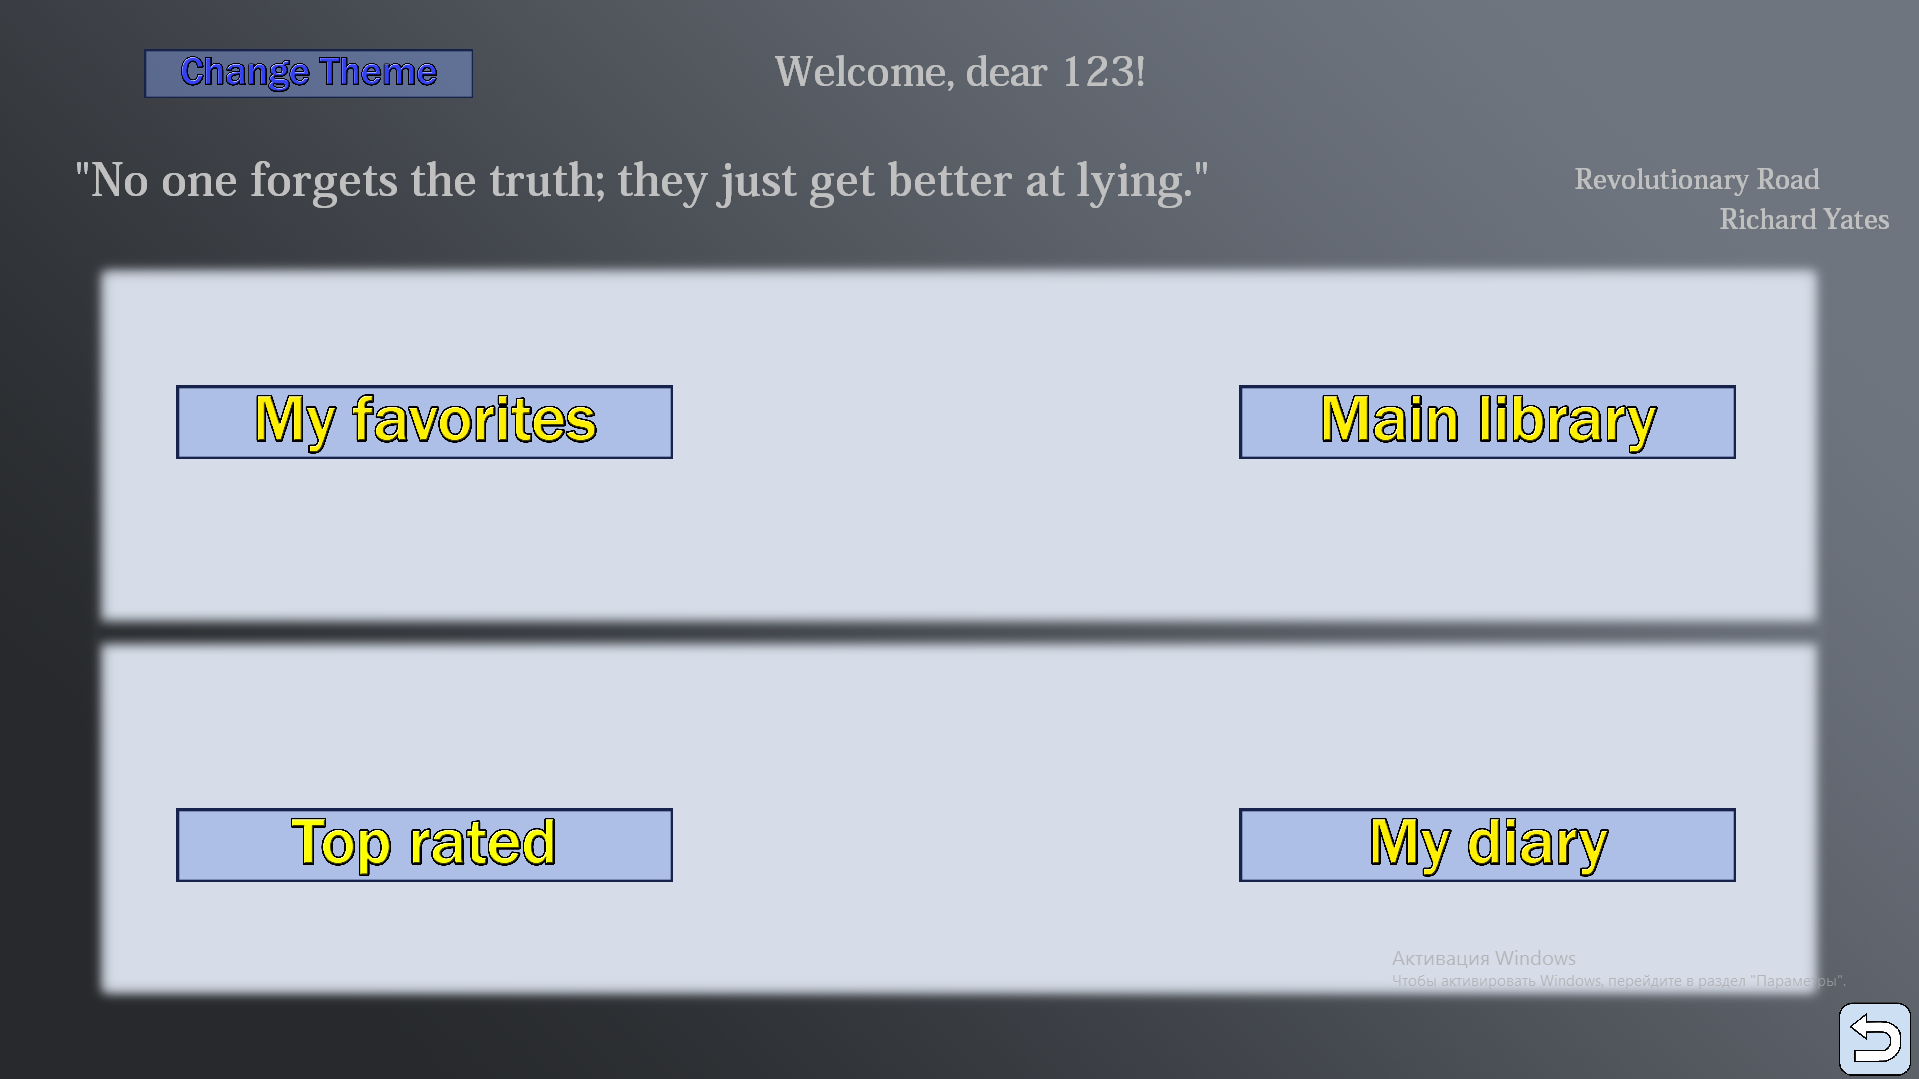 Change Theme
Welcome, dear 123!
"No one forgets the truth; they just get better at lying."
Revolutionary Road
Richard Yates
My favorites
Main library
Top rated
My diary
Активация Windows
Чтобы активировать Windows, перейдите в раздел "Параметры".